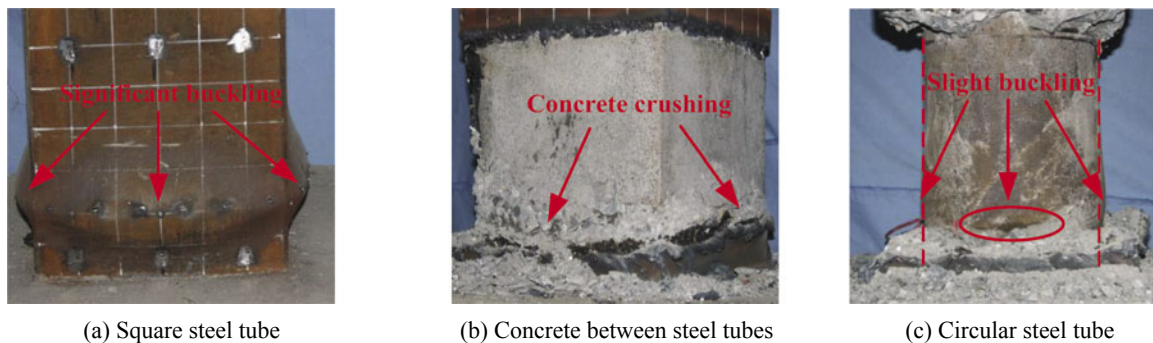 Significant buckling
Concrete crushing
Slight buckling
(a) Square steel tube
(b) Concrete between steel tubes
(c) Circular steel tube